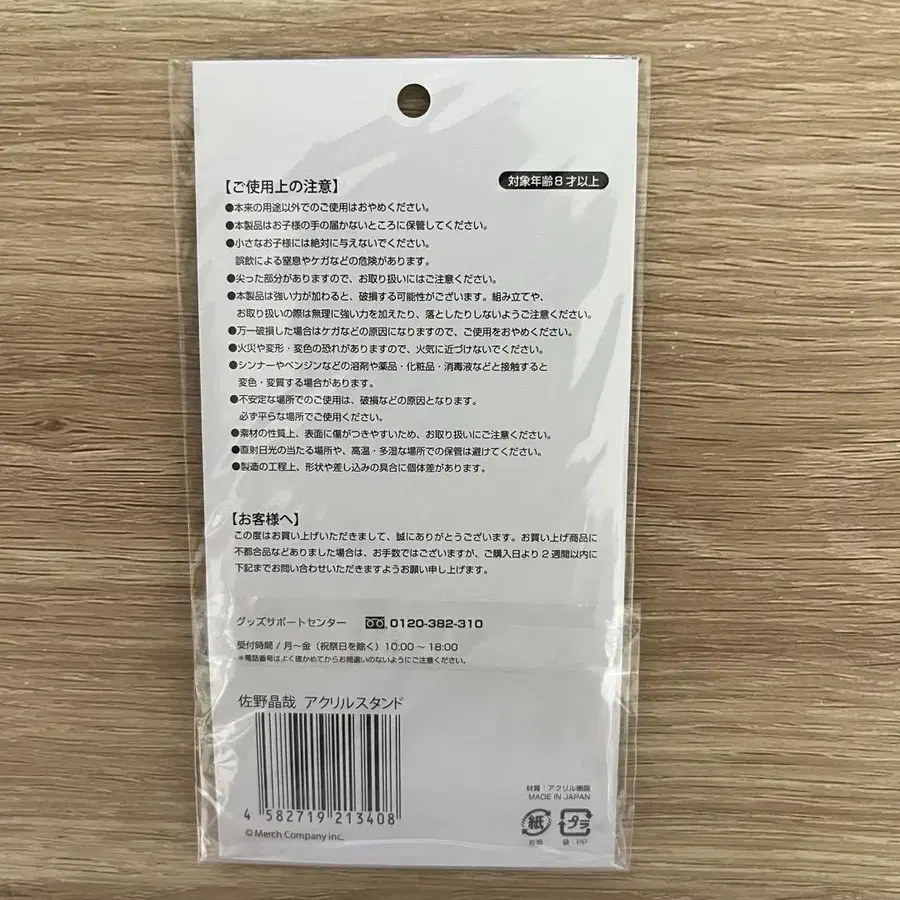 【ご使用上の注意】
対象年齢8才以上
●本来の用途以外でのご使用はおやめください。
●本製品はお子様の手の届かないところに保管してください。
●小さなお子様には絶対に与えないでください。
誤飲による窒息やケガなどの危険があります。
●尖った部分がありますので、お取り扱いにはご注意ください。
●本製品は強い力が加わると、破損する可能性がございます。組み立てや、
お取り扱いの際は無理に強い力を加えたり、落としたりしないようご注意ください。
●万一破損した場合はケガなどの原因になりますので、ご使用をおやめください。
●火災や変形・変色の恐れがありますので、火気に近づけないでください。
●シンナーやベンジンなどの溶剤や薬品・化粧品・消毒液などと接触すると
変色・変質する場合があります。
●不安定な場所でのご使用は、破損などの原因となります。
必ず平らな場所でご使用ください。
●素材の性質上、表面に傷がつきやすいため、お取り扱いにご注意ください。
●直射日光の当たる場所や、高温・多湿な場所での保管は避けてください。
●製造の工程上、形状や差し込みの具合に個体差があります。
【お客様へ】
この度はお買い上げいただきまして、誠にありがとうございます。お買い上げ商品に
不都合品などありました場合は、お手数ではございますが、ご購入日より2週間以内に
下記までお問い合わせいただきますようお願い申し上げます。
グッズサポートセンター 0120-382-310
受付時間 / 月〜金(祝祭日を除く)10:00〜18:00
※電話番号はよく確かめてからお間違いのないようにご注意ください。
佐野晶哉 アクリルスタンド
4 582719 213408
© Merch Company inc.
材質:アクリル樹脂
MADE IN JAPAN
紙 プラ
台紙 袋:PP